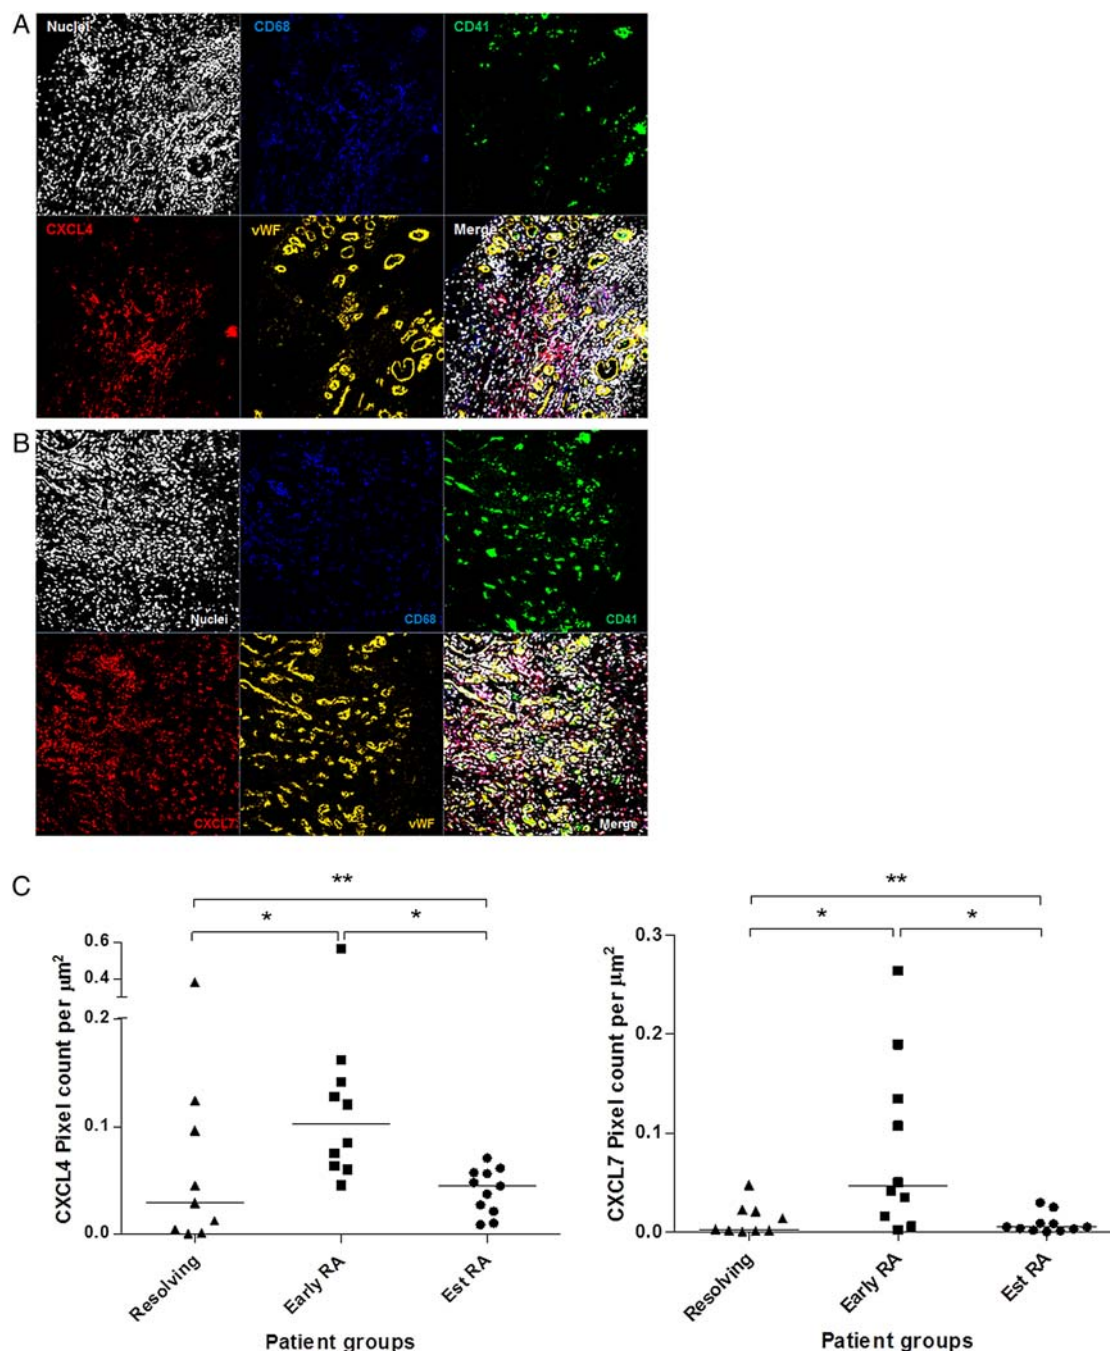 A
Nuclei CD68 CD41
CXCL4 vWF Merge
B
Nuclei CD68 CD41
CXCL7 vWF Merge
C
**
* *
CXCL4 Pixel count per μm²
0.6
0.4
0.2
0.1
0.0
Resolving
Early RA
Est RA
Patient groups
**
* *
CXCL7 Pixel count per μm²
0.3
0.2
0.1
0.0
Resolving
Early RA
Est RA
Patient groups